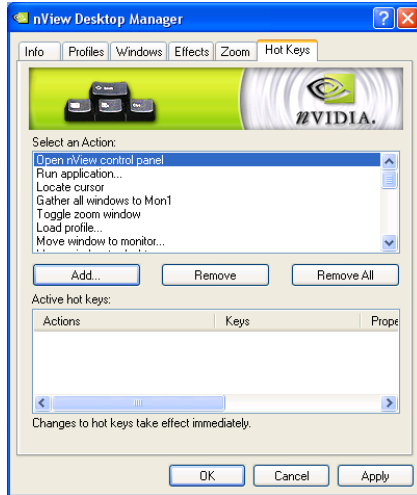 nView Desktop Manager
Info Profiles Windows Effects Zoom Hot Keys
nVIDIA.
Select an Action:
Open nView control panel
Run application...
Locate cursor
Gather all windows to Mon1
Toggle zoom window
Load profile...
Move window to monitor...
Add... Remove Remove All
Active hot keys:
Actions Keys Prope
Changes to hot keys take effect immediately.
OK Cancel Apply